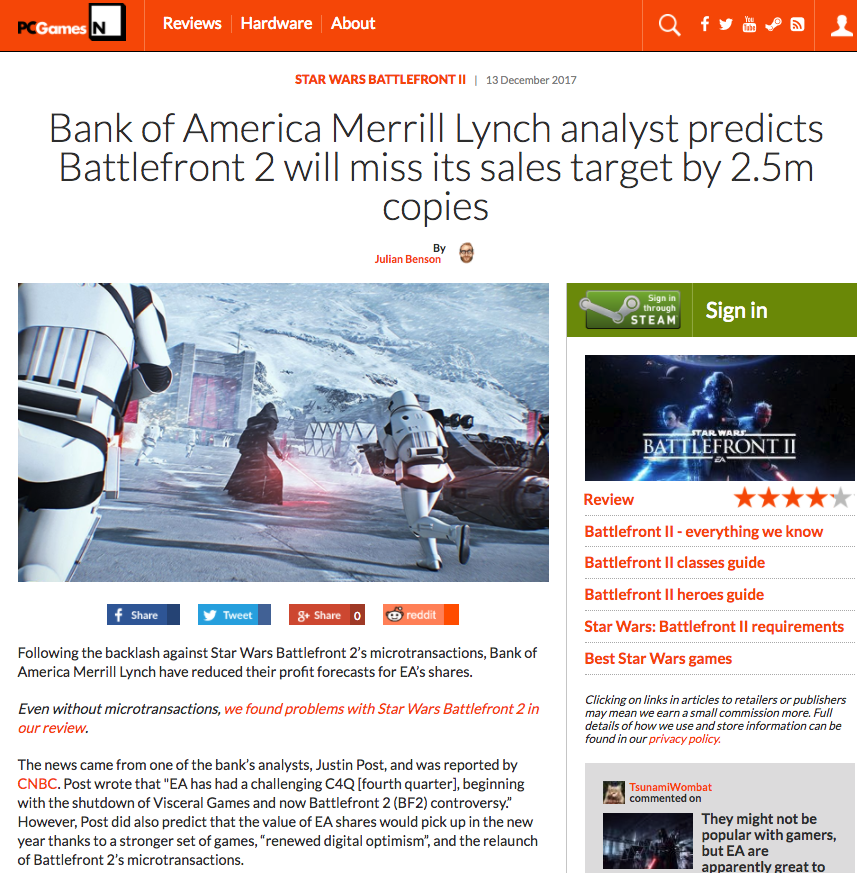 PCGamesN
Reviews
Hardware
About
STAR WARS BATTLEFRONT II | 13 December 2017
Bank of America Merrill Lynch analyst predicts
Battlefront 2 will miss its sales target by 2.5m
copies
By
Julian Benson
f Share
Tweet
g+ Share 0
reddit
Following the backlash against Star Wars Battlefront 2's microtransactions, Bank of
America Merrill Lynch have reduced their profit forecasts for EA's shares.
Even without microtransactions, we found problems with Star Wars Battlefront 2 in
our review.
The news came from one of the bank's analysts, Justin Post, and was reported by
CNBC. Post wrote that "EA has had a challenging C4Q [fourth quarter], beginning
with the shutdown of Visceral Games and now Battlefront 2 (BF2) controversy."
However, Post did also predict that the value of EA shares would pick up in the new
year thanks to a stronger set of games, "renewed digital optimism", and the relaunch
of Battlefront 2's microtransactions.
Sign in
through
STEAM
Sign in
STAR WARS
BATTLEFRONT II
EA
Review
Battlefront II - everything we know
Battlefront II classes guide
Battlefront II heroes guide
Star Wars: Battlefront II requirements
Best Star Wars games
Clicking on links in articles to retailers or publishers
may mean we earn a small commission more. Full
details of how we use and store information can be
found in our privacy policy.
TsunamiWombat
commented on
They might not be
popular with gamers,
but EA are
apparently great to